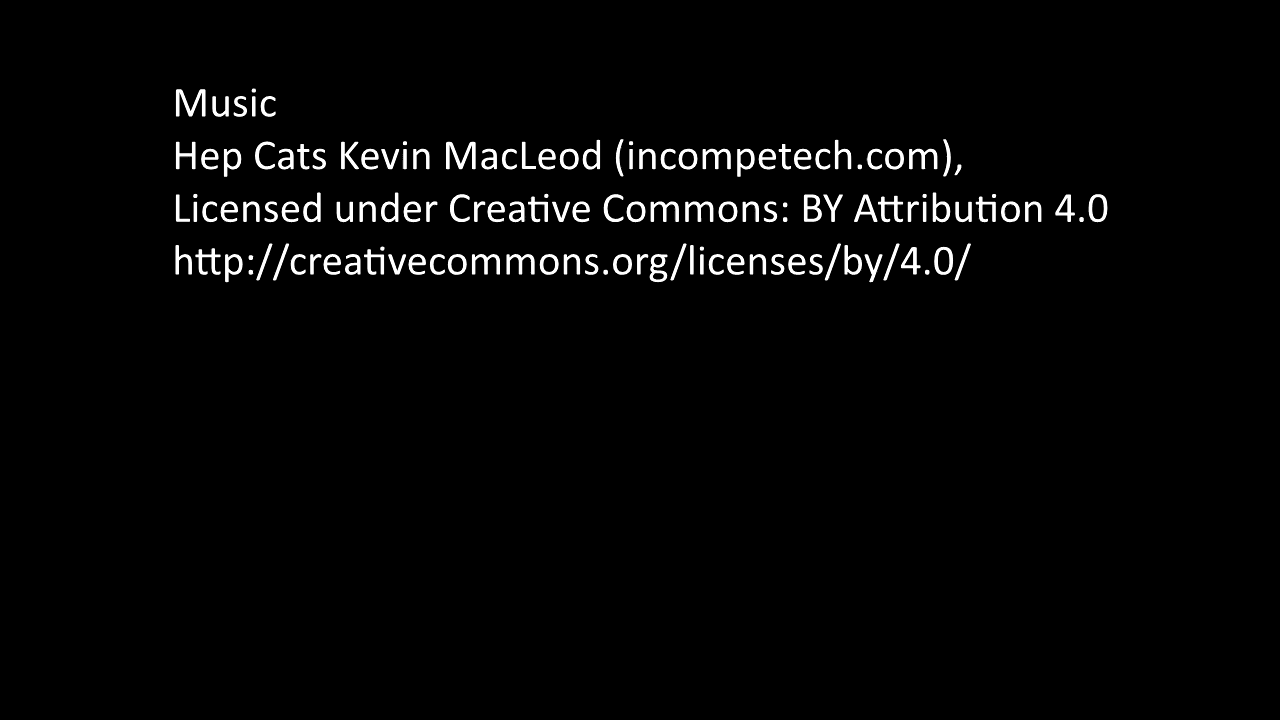 Music
Hep Cats Kevin MacLeod (incompetech.com),
Licensed under Creative Commons: BY Attribution 4.0
http://creativecommons.org/licenses/by/4.0/